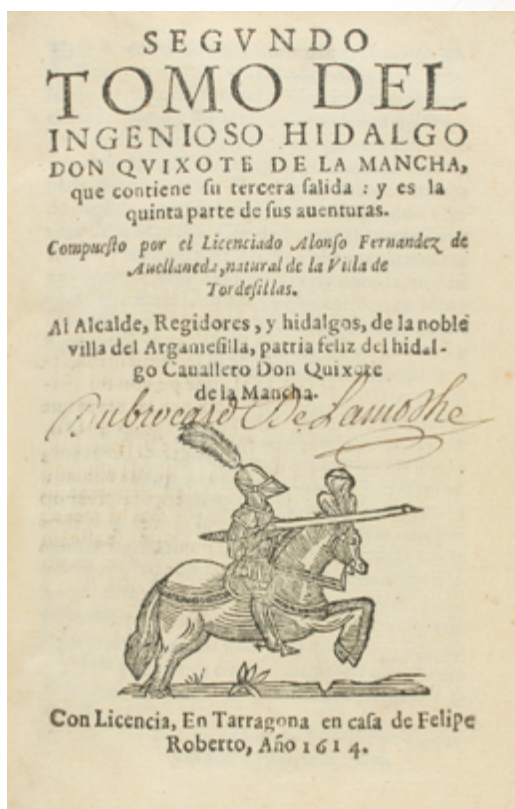 SEGVNDO
TOMO DEL
INGENIOSO HIDALGO
DON QVIXOTE DE LA MANCHA,
que contiene ſu tercera ſalida : y es la
quinta parte de ſus auenturas.
Compueſto por el Licenciado Alonſo Fernandez de
Auellaneda, natural de la Villa de
Tordeſillas.
Al Alcalde, Regidores, y hidalgos, de la noble
villa del Argameſilla, patria feliz del hidal-
go Cauallero Don Quixote
de la Mancha.
De Lamothe
Con Licencia, En Tarragona en caſa de Felipe
Roberto, Año 1614.